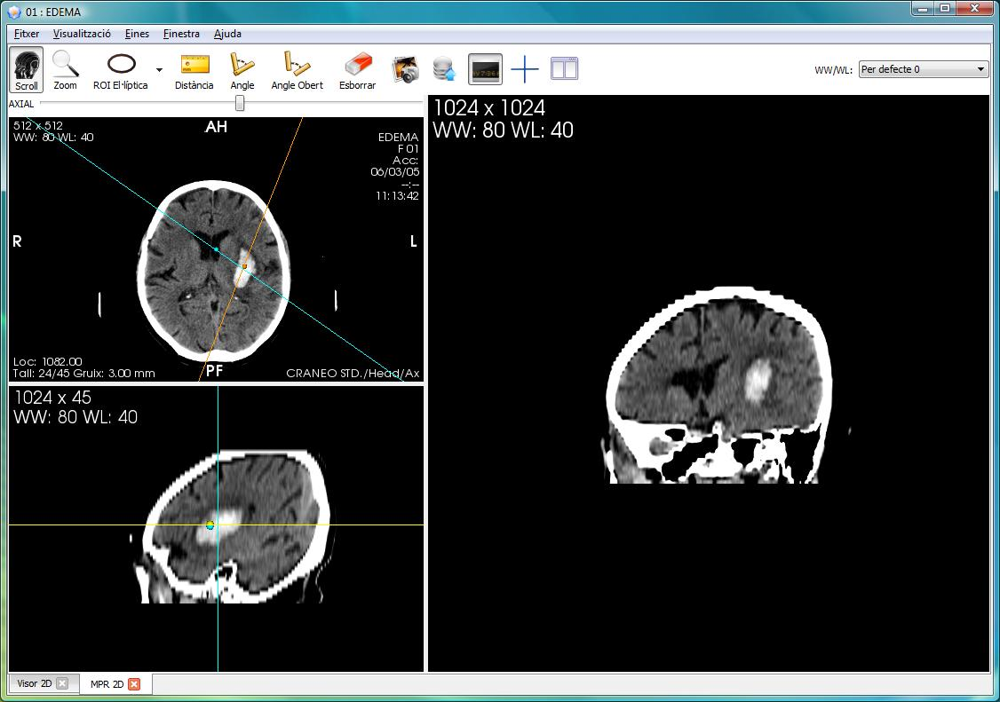 01 : EDEMA
Fitxer Visualització Eines Finestra Ajuda
Scroll Zoom ROI El·líptica Distància Angle Angle Obert Esborrar
WW/WL: Per defecte 0
AXIAL
512 x 512
WW: 80 WL: 40
AH
EDEMA
F 01
Acc:
06/03/05
--:--
11:13:42
R
L
Loc: 1082.00
Tall: 24/45 Gruix: 3.00 mm
PF
CRANEO STD./Head/Ax
1024 x 45
WW: 80 WL: 40
1024 x 1024
WW: 80 WL: 40
Visor 2D MPR 2D